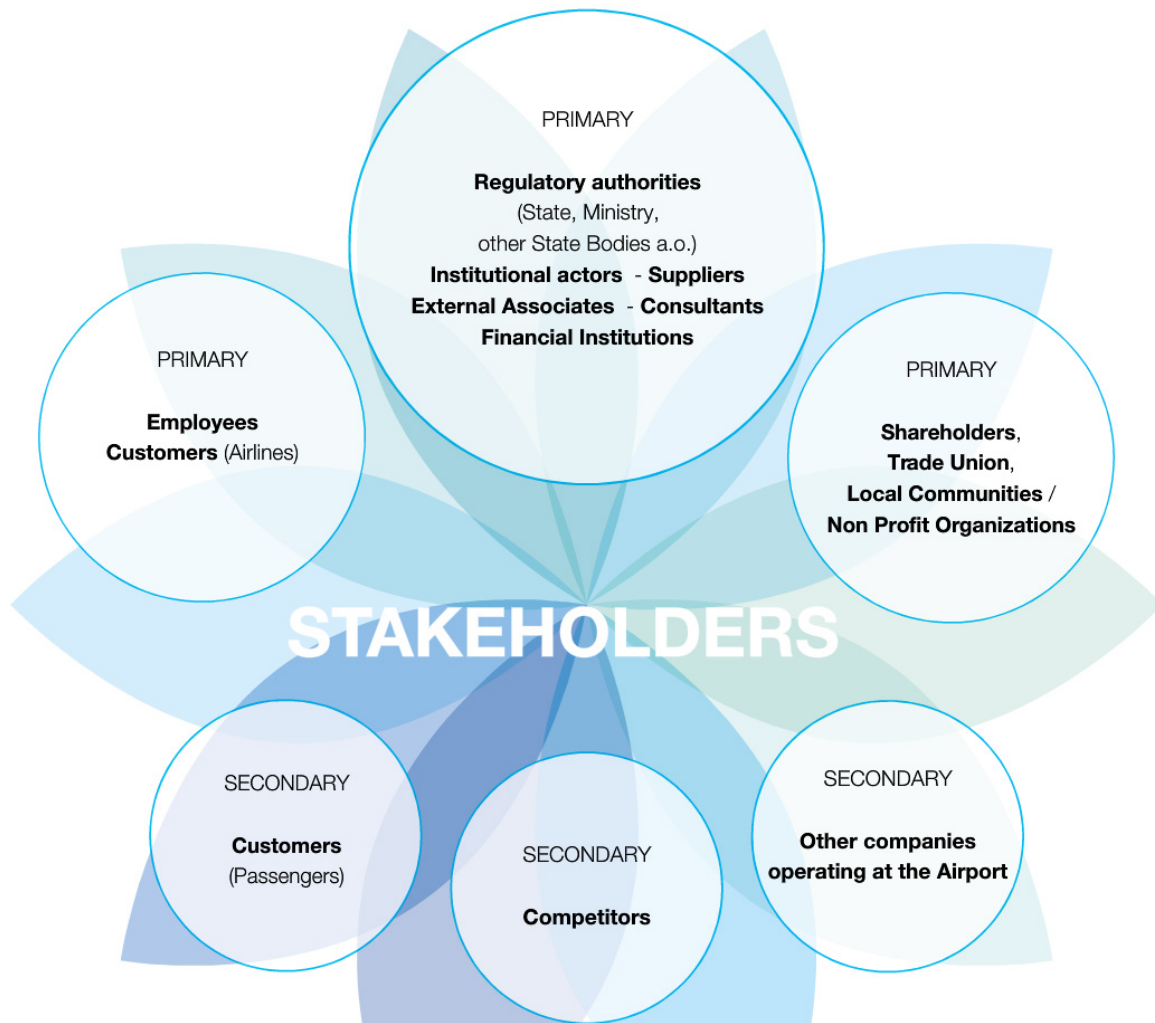 PRIMARY
Regulatory authorities
(State, Ministry,
other State Bodies a.o.)
Institutional actors - Suppliers
External Associates - Consultants
Financial Institutions
PRIMARY
Employees
Customers (Airlines)
PRIMARY
Shareholders,
Trade Union,
Local Communities /
Non Profit Organizations
STAKEHOLDERS
SECONDARY
Customers
(Passengers)
SECONDARY
Competitors
SECONDARY
Other companies
operating at the Airport